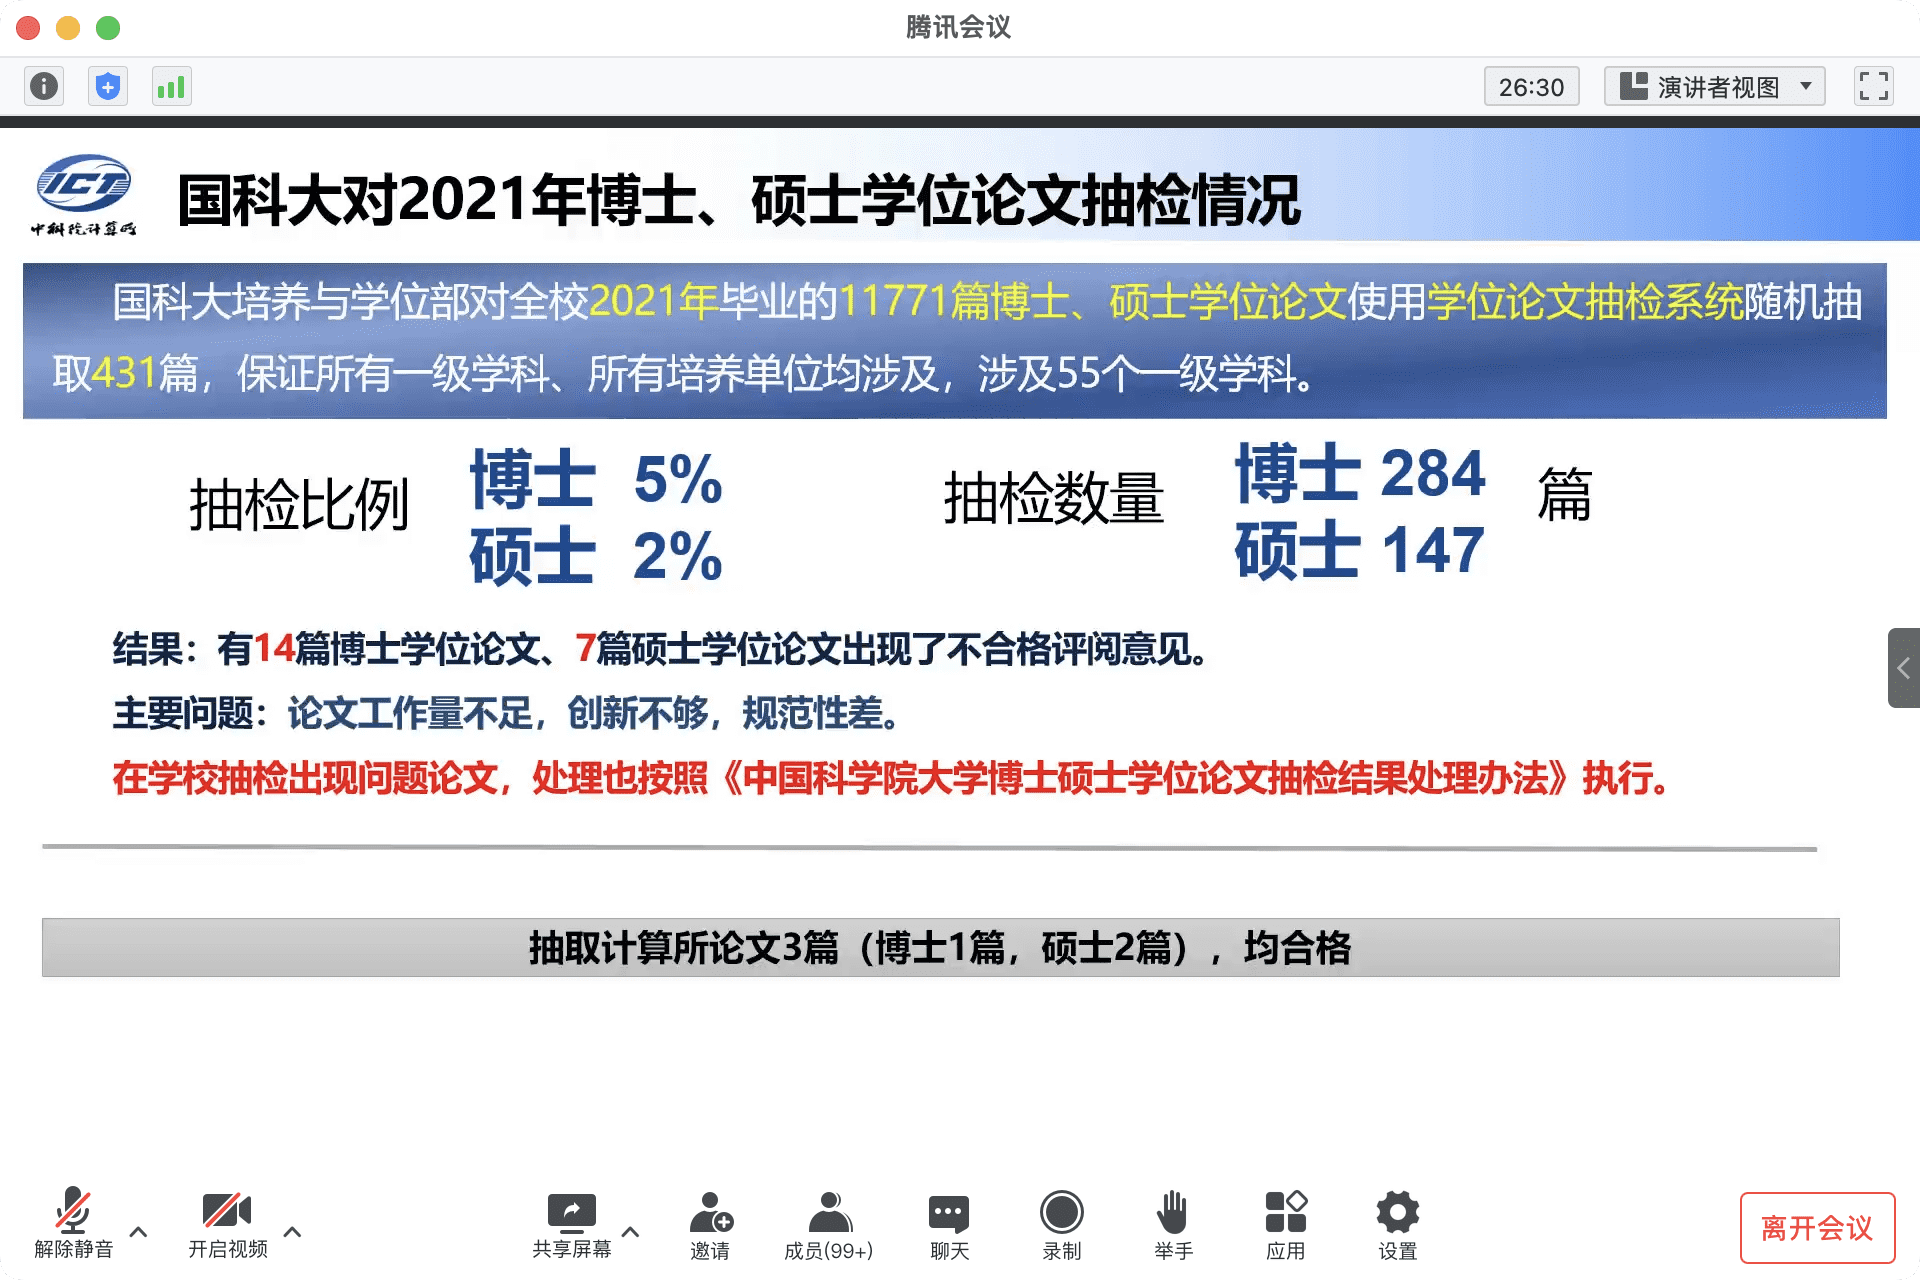 腾讯会议
26:30
演讲者视图
ICT
中科院计算所
国科大对2021年博士、硕士学位论文抽检情况
国科大培养与学位部对全校2021年毕业的11771篇博士、硕士学位论文使用学位论文抽检系统随机抽
取431篇，保证所有一级学科、所有培养单位均涉及，涉及55个一级学科。
抽检比例
博士 5%
硕士 2%
抽检数量
博士 284
硕士 147
篇
结果：有14篇博士学位论文、7篇硕士学位论文出现了不合格评阅意见。
主要问题：论文工作量不足，创新不够，规范性差。
在学校抽检出现问题论文，处理也按照《中国科学院大学博士硕士学位论文抽检结果处理办法》执行。
抽取计算所论文3篇（博士1篇，硕士2篇），均合格
解除静音
开启视频
共享屏幕
邀请
成员(99+)
聊天
录制
举手
应用
设置
离开会议